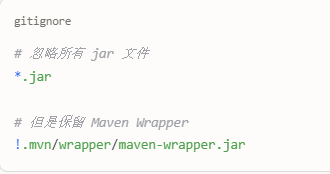 gitignore
# 忽略所有 jar 文件
*.jar
# 但是保留 Maven Wrapper
!.mvn/wrapper/maven-wrapper.jar